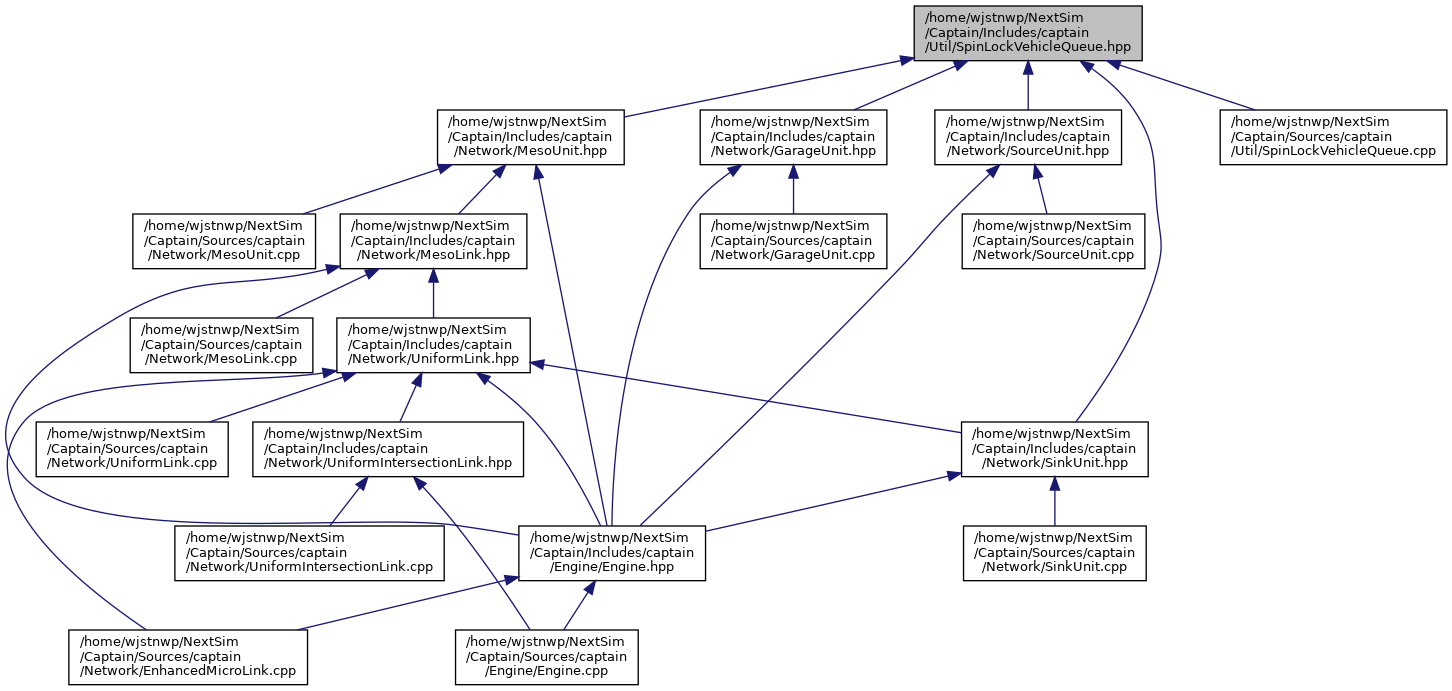 /home/wjstnwp/NextSim
/Captain/Includes/captain
/Util/SpinLockVehicleQueue.hpp
/home/wjstnwp/NextSim
/Captain/Includes/captain
/Network/MesoUnit.hpp
/home/wjstnwp/NextSim
/Captain/Includes/captain
/Network/GarageUnit.hpp
/home/wjstnwp/NextSim
/Captain/Includes/captain
/Network/SourceUnit.hpp
/home/wjstnwp/NextSim
/Captain/Sources/captain
/Util/SpinLockVehicleQueue.cpp
/home/wjstnwp/NextSim
/Captain/Sources/captain
/Network/MesoUnit.cpp
/home/wjstnwp/NextSim
/Captain/Includes/captain
/Network/MesoLink.hpp
/home/wjstnwp/NextSim
/Captain/Sources/captain
/Network/GarageUnit.cpp
/home/wjstnwp/NextSim
/Captain/Sources/captain
/Network/SourceUnit.cpp
/home/wjstnwp/NextSim
/Captain/Sources/captain
/Network/MesoLink.cpp
/home/wjstnwp/NextSim
/Captain/Includes/captain
/Network/UniformLink.hpp
/home/wjstnwp/NextSim
/Captain/Sources/captain
/Network/UniformLink.cpp
/home/wjstnwp/NextSim
/Captain/Includes/captain
/Network/UniformIntersectionLink.hpp
/home/wjstnwp/NextSim
/Captain/Includes/captain
/Network/SinkUnit.hpp
/home/wjstnwp/NextSim
/Captain/Sources/captain
/Network/UniformIntersectionLink.cpp
/home/wjstnwp/NextSim
/Captain/Includes/captain
/Engine/Engine.hpp
/home/wjstnwp/NextSim
/Captain/Sources/captain
/Network/SinkUnit.cpp
/home/wjstnwp/NextSim
/Captain/Sources/captain
/Network/EnhancedMicroLink.cpp
/home/wjstnwp/NextSim
/Captain/Sources/captain
/Engine/Engine.cpp